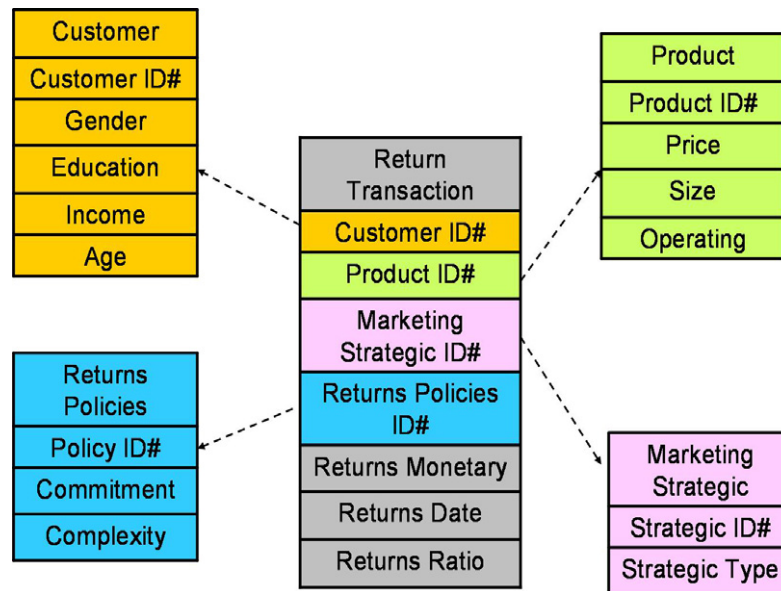 Customer
Customer ID#
Gender
Education
Income
Age
Product
Product ID#
Price
Size
Operating
Return
Transaction
Customer ID#
Product ID#
Marketing
Strategic ID#
Returns Policies
ID#
Returns Monetary
Returns Date
Returns Ratio
Returns
Policies
Policy ID#
Commitment
Complexity
Marketing
Strategic
Strategic ID#
Strategic Type